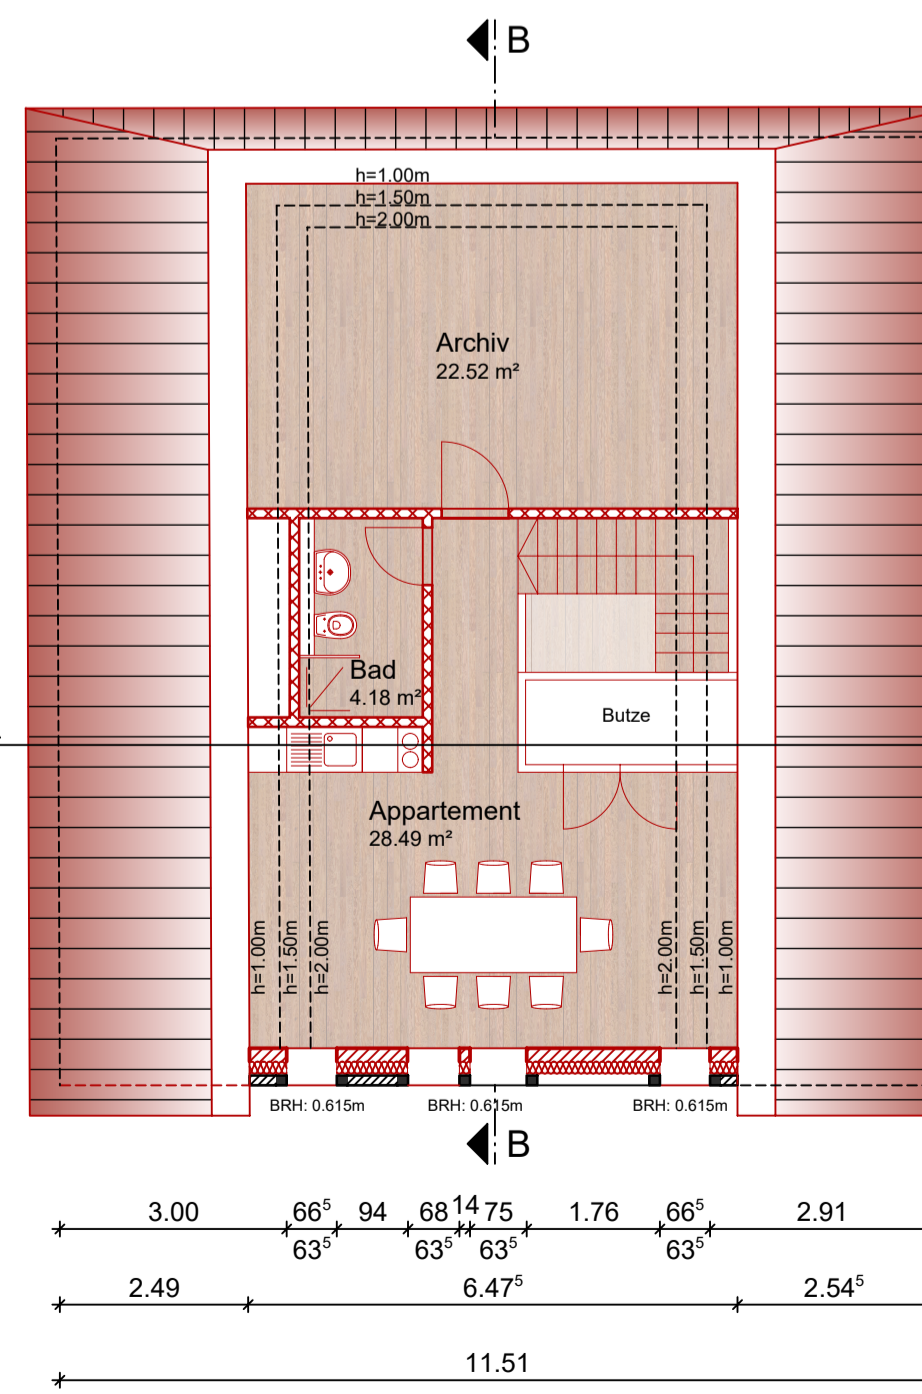 B
h=1.00m
h=1.50m
h=2.00m
Archiv
22.52 m²
Bad
4.18 m²
Butze
Appartement
28.49 m²
h=1.00m
h=1.50m
h=2.00m
h=2.00m
h=1.50m
h=1.00m
BRH: 0.615m BRH: 0.615m BRH: 0.615m
B
3.00 66⁵ 94 68 14 75 1.76 66⁵ 2.91
63⁵ 63⁵ 63⁵ 63⁵
2.49 6.47⁵ 2.54⁵
11.51